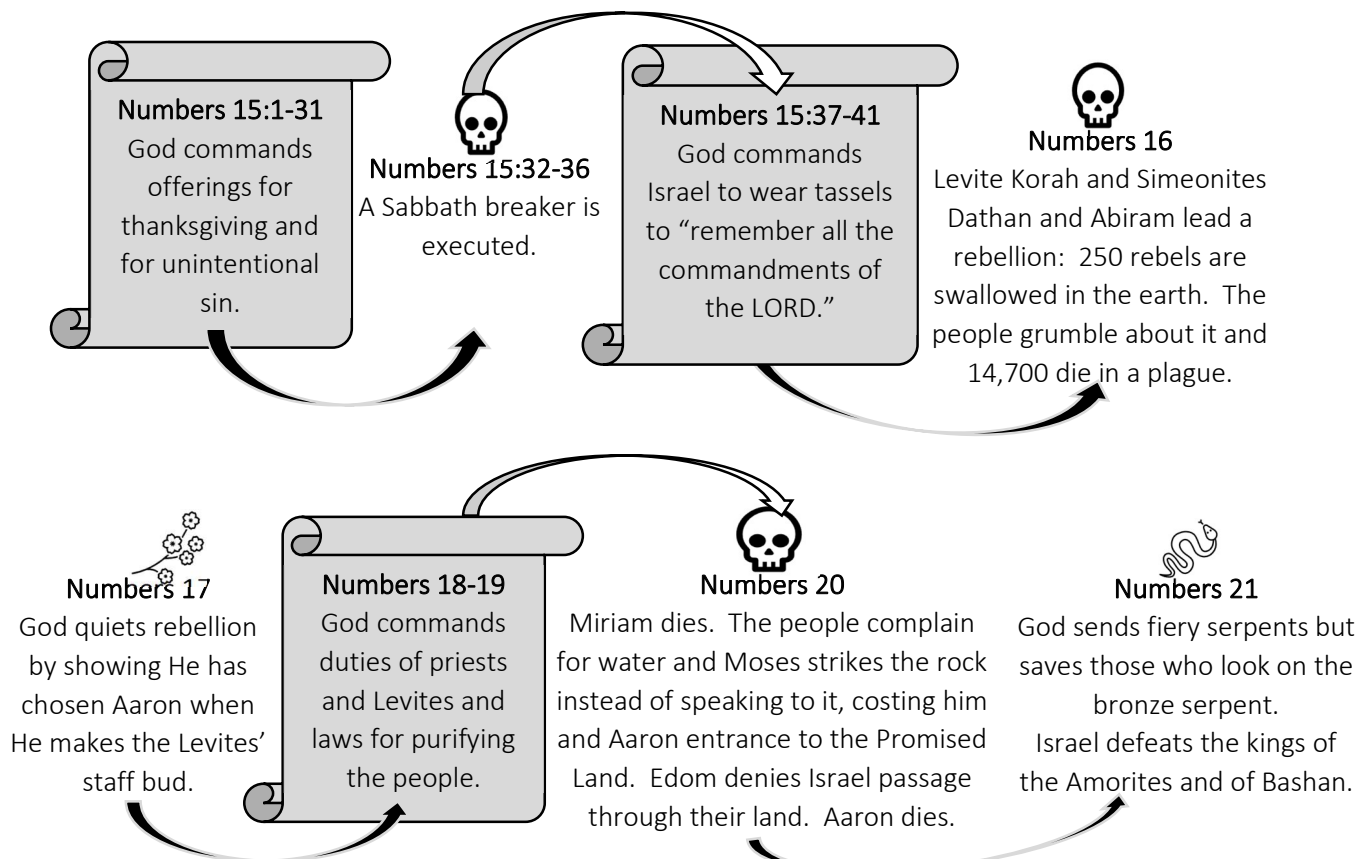 Numbers 15:1-31
God commands
offerings for
thanksgiving and
for unintentional
sin.
Numbers 15:32-36
A Sabbath breaker is
executed.
Numbers 15:37-41
God commands
Israel to wear tassels
to “remember all the
commandments of
the LORD.”
Numbers 16
Levite Korah and Simeonites
Dathan and Abiram lead a
rebellion:  250 rebels are
swallowed in the earth.  The
people grumble about it and
14,700 die in a plague.
Numbers 17
God quiets rebellion
by showing He has
chosen Aaron when
He makes the Levites’
staff bud.
Numbers 18-19
God commands
duties of priests
and Levites and
laws for purifying
the people.
Numbers 20
Miriam dies.  The people complain
for water and Moses strikes the rock
instead of speaking to it, costing him
and Aaron entrance to the Promised
Land.  Edom denies Israel passage
through their land.  Aaron dies.
Numbers 21
God sends fiery serpents but
saves those who look on the
bronze serpent.
Israel defeats the kings of
the Amorites and of Bashan.